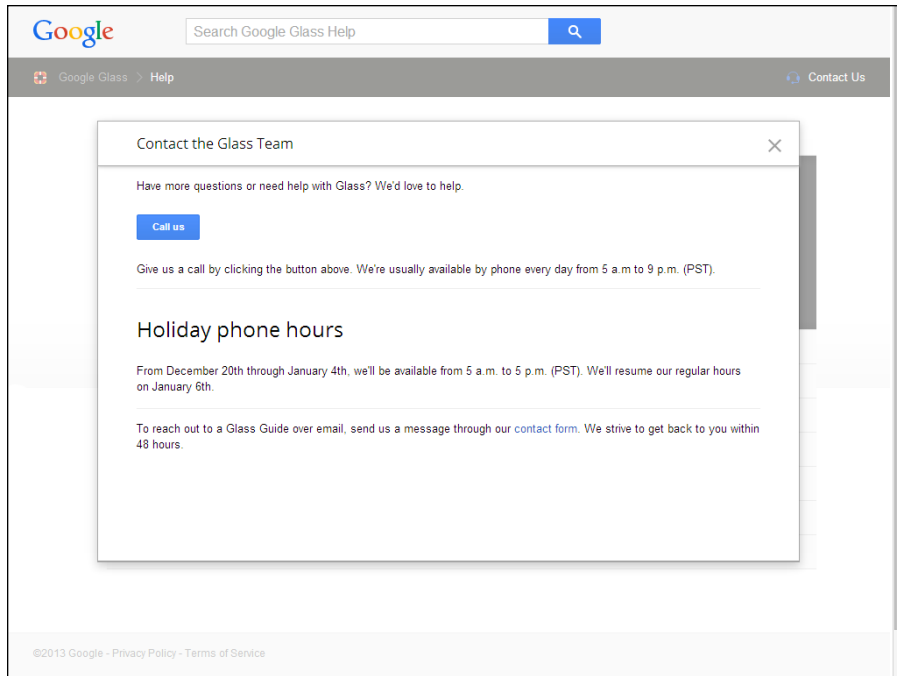 Google
Search Google Glass Help
Google Glass > Help
Contact Us
Contact the Glass Team
Have more questions or need help with Glass? We'd love to help.
Call us
Give us a call by clicking the button above. We're usually available by phone every day from 5 a.m to 9 p.m. (PST).
Holiday phone hours
From December 20th through January 4th, we'll be available from 5 a.m. to 5 p.m. (PST). We'll resume our regular hours
on January 6th.
To reach out to a Glass Guide over email, send us a message through our contact form. We strive to get back to you within
48 hours.
©2013 Google - Privacy Policy - Terms of Service